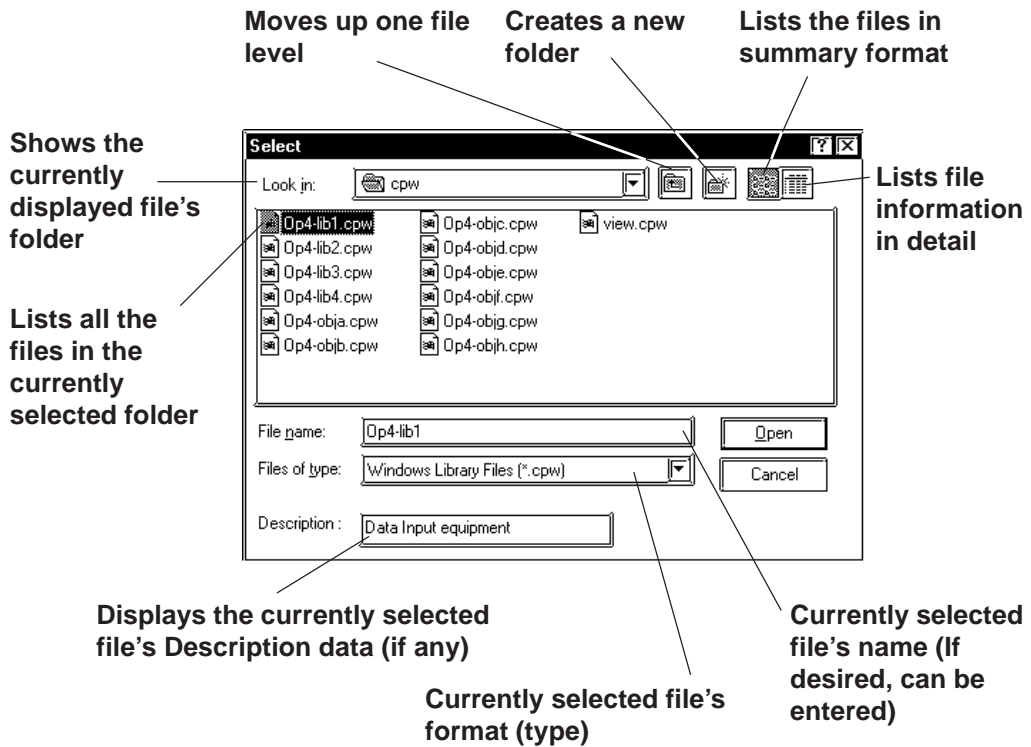 Moves up one file
level
Creates a new
folder
Lists the files in
summary format
Shows the
currently
displayed file's
folder
Select
Look in:
cpw
Lists file
information
in detail
Op4-lib1.cpw
Op4-lib2.cpw
Op4-lib3.cpw
Op4-lib4.cpw
Op4-obja.cpw
Op4-objb.cpw
Op4-objc.cpw
Op4-objd.cpw
Op4-obje.cpw
Op4-objf.cpw
Op4-objg.cpw
Op4-objh.cpw
view.cpw
Lists all the
files in the
currently
selected folder
File name:
Op4-lib1
Open
Files of type:
Windows Library Files (*.cpw)
Cancel
Description :
Data Input equipment
Displays the currently selected
file’s Description data (if any)
Currently selected file's
format (type)
Currently selected
file's name (If
desired, can be
entered)